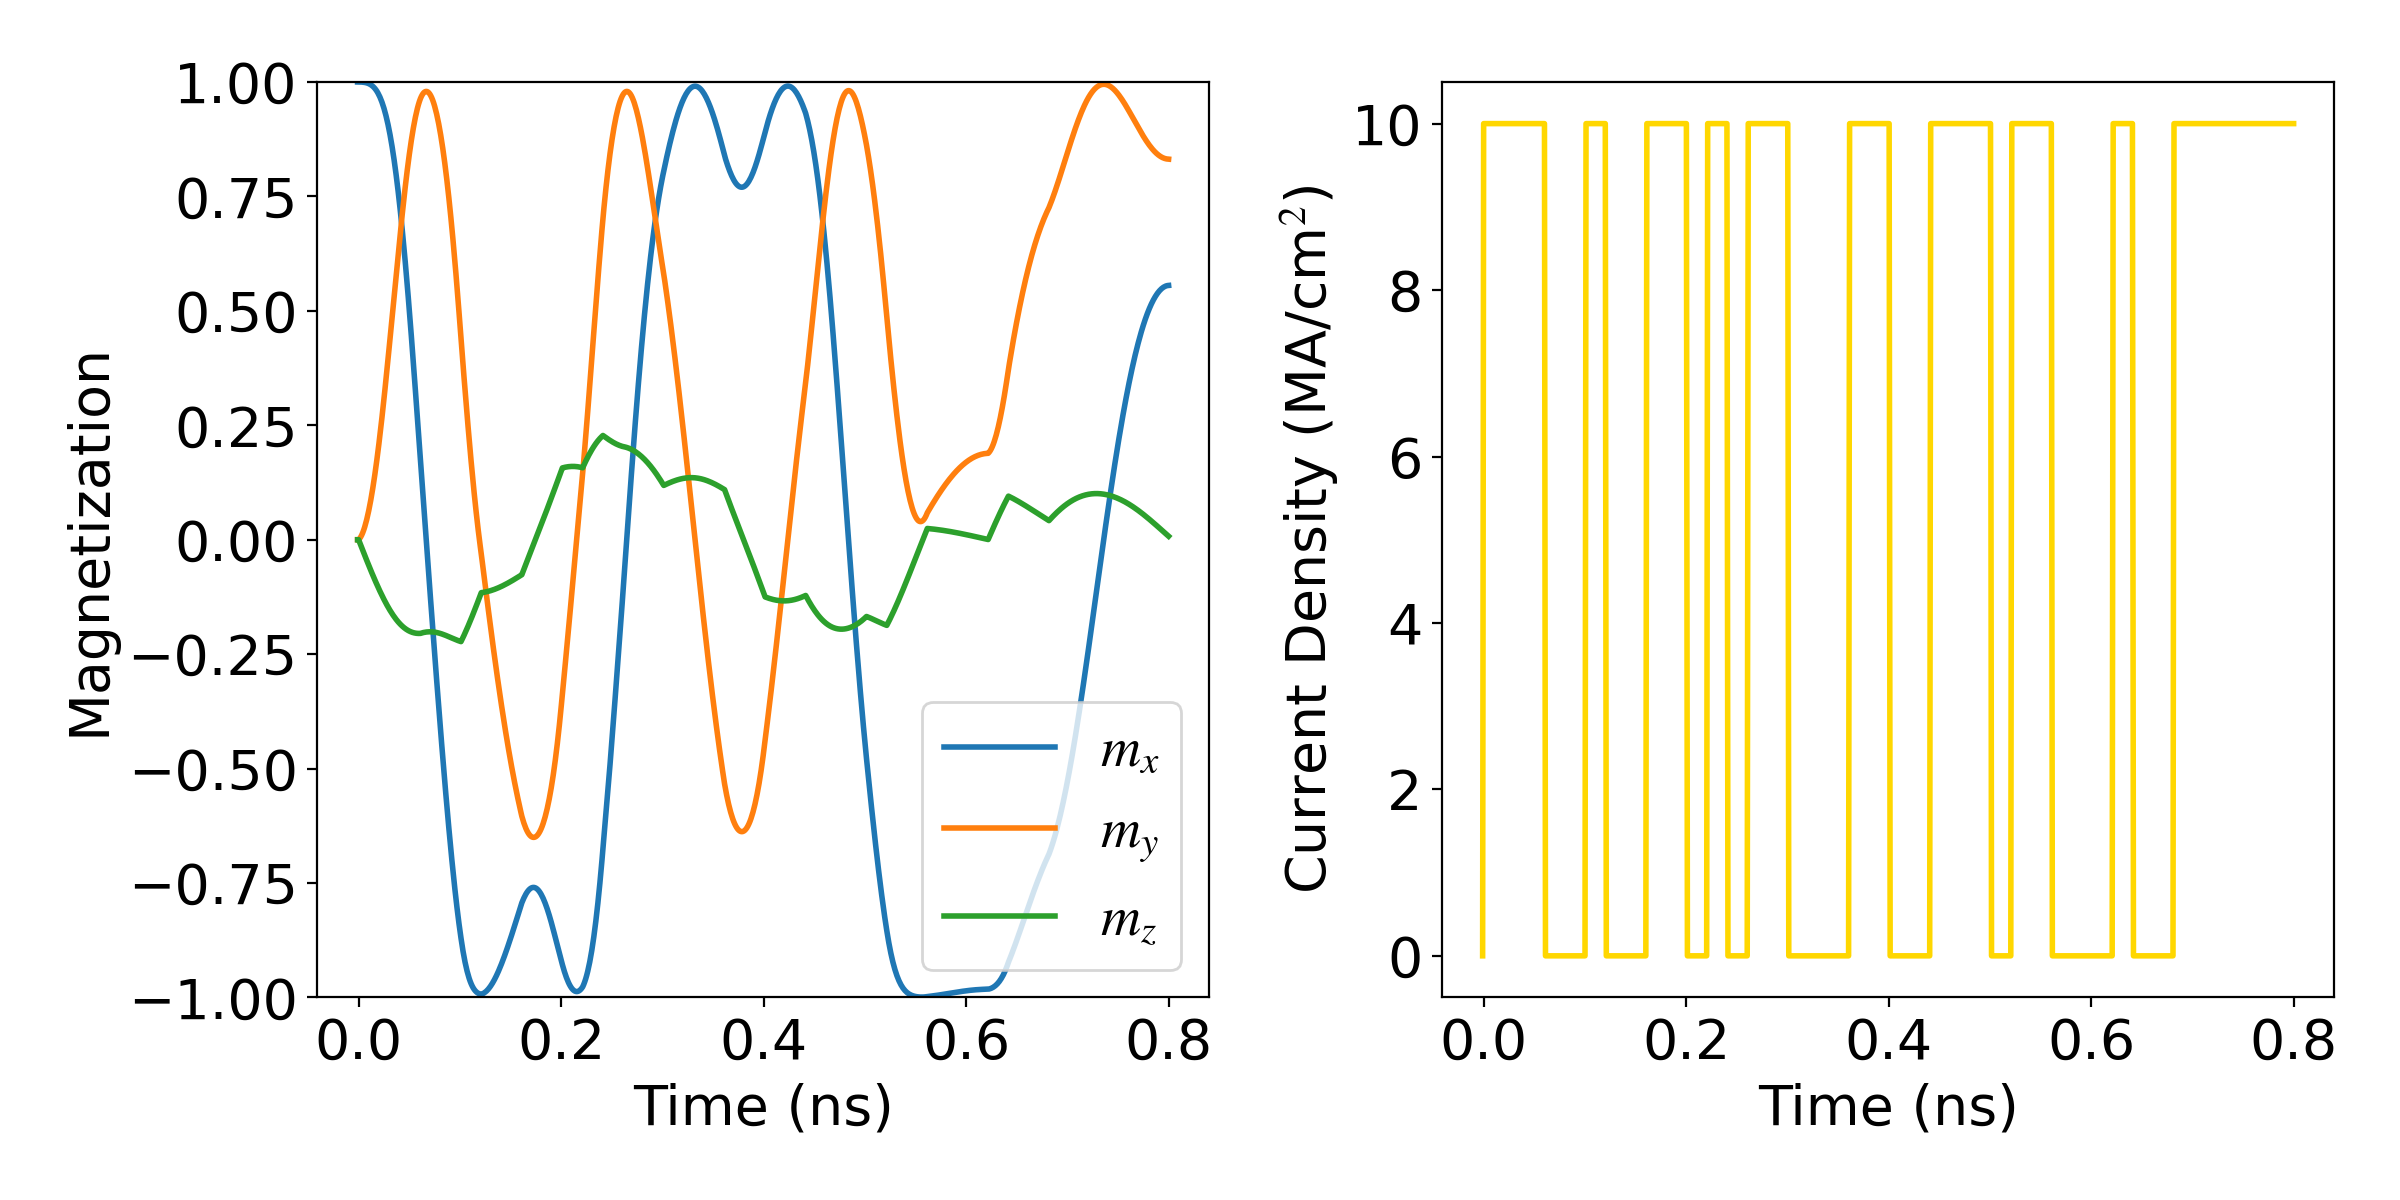 Magnetization
1.00
0.75
0.50
0.25
0.00
−0.25
−0.50
−0.75
−1.00
0.0 0.2 0.4 0.6 0.8
Time (ns)
m_x
m_y
m_z
Current Density (MA/cm²)
10
8
6
4
2
0
0.0 0.2 0.4 0.6 0.8
Time (ns)